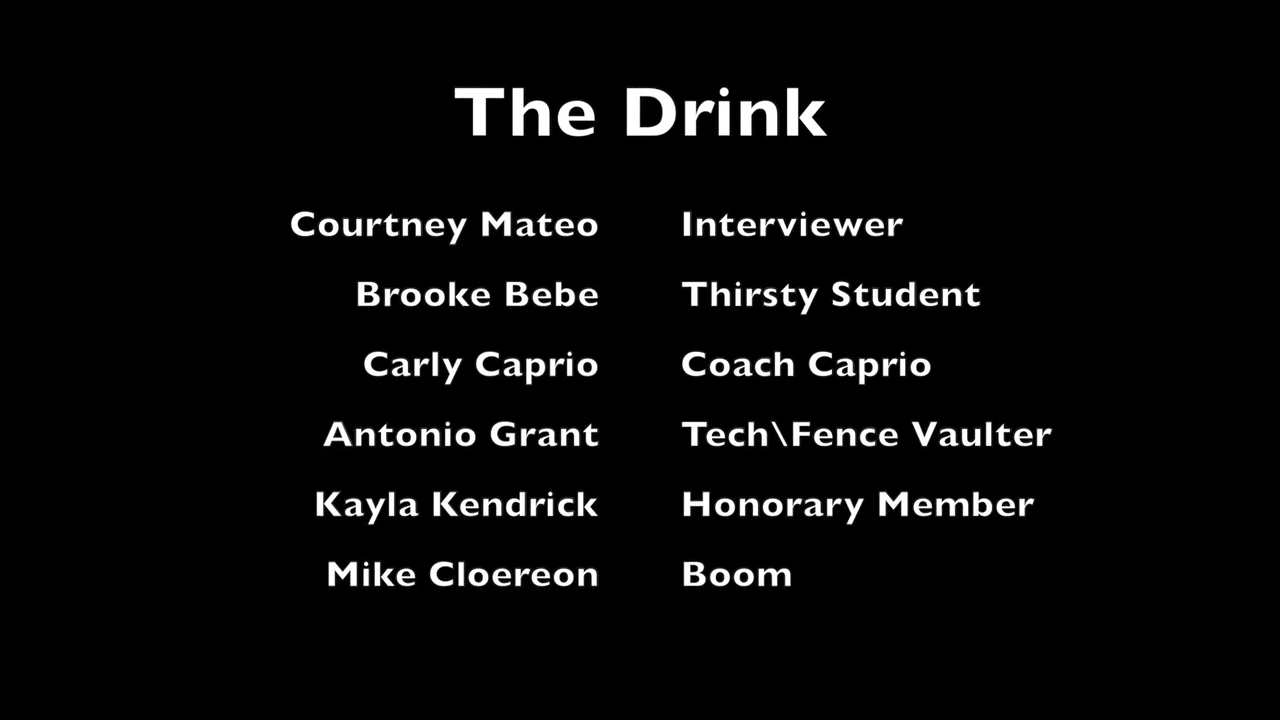 The Drink
Courtney Mateo Interviewer
Brooke Bebe Thirsty Student
Carly Caprio Coach Caprio
Antonio Grant Tech\Fence Vaulter
Kayla Kendrick Honorary Member
Mike Cloereon Boom